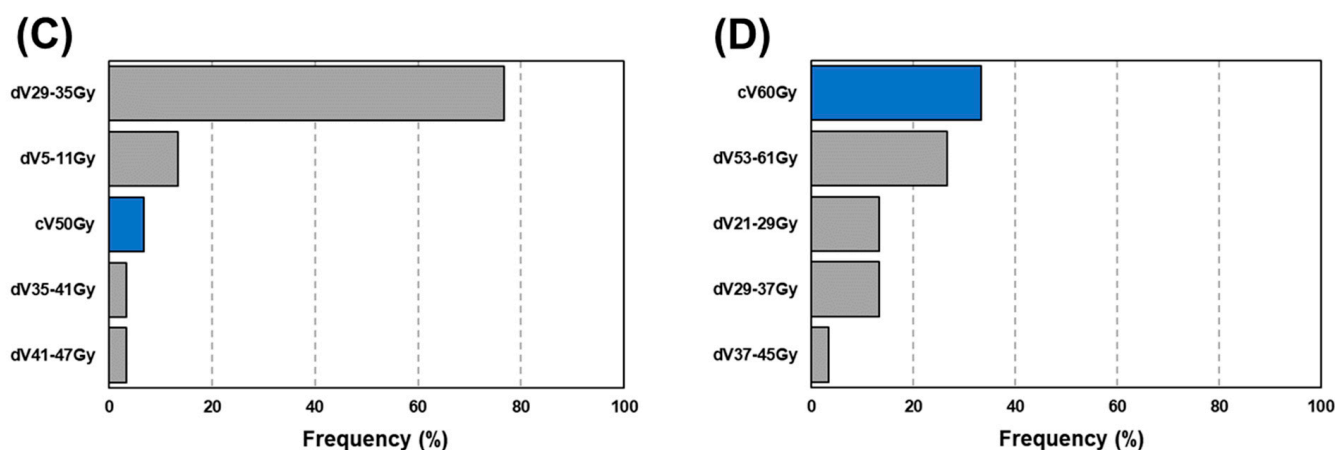 (C)
dV29-35Gy
dV5-11Gy
cV50Gy
dV35-41Gy
dV41-47Gy
0 20 40 60 80 100
Frequency (%)
(D)
cV60Gy
dV53-61Gy
dV21-29Gy
dV29-37Gy
dV37-45Gy
0 20 40 60 80 100
Frequency (%)